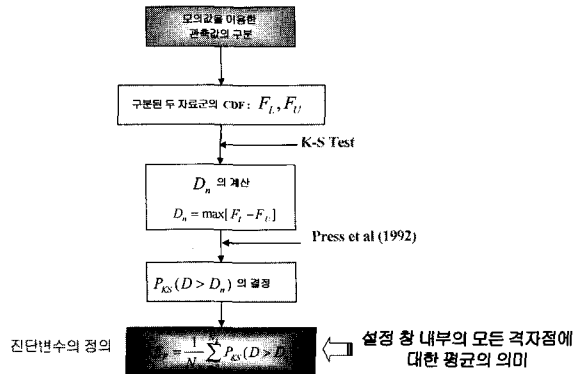 모의값을 이용한
관측값의 구분
구분된 두 자료군의 CDF : F_L, F_U
K-S Test
D_n 의 계산
D_n = max[F_L - F_U]
Press et al (1992)
P_KS (D > D_n) 의 결정
진단변수의 정의
= 1/N Σ P_KS (D > D
설정 창 내부의 모든 격자점에
대한 평균의 의미